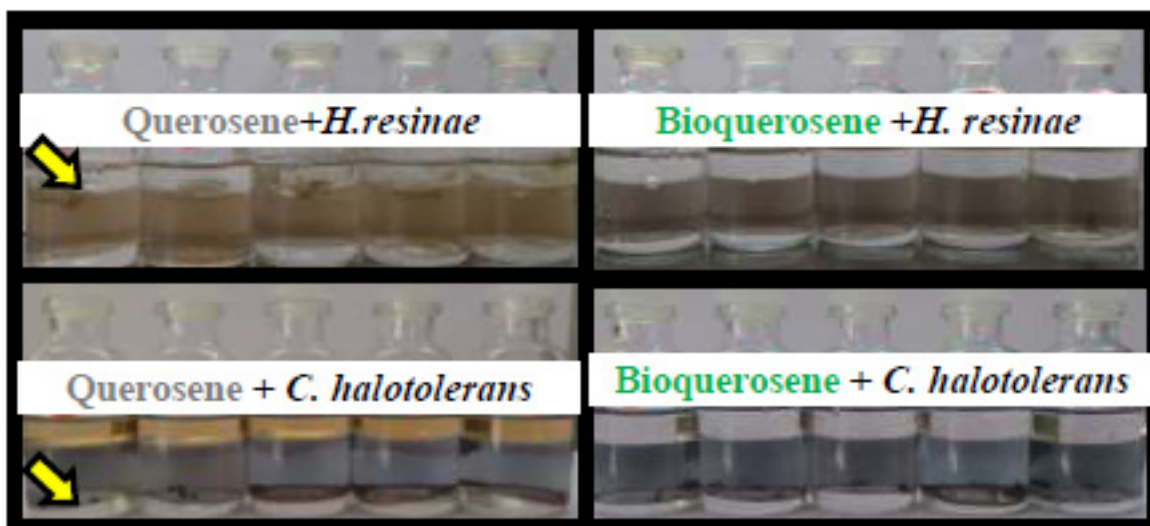 Querosene+H.resinae
Bioquerosene +H. resinae
Querosene + C. halotolerans
Bioquerosene + C. halotolerans